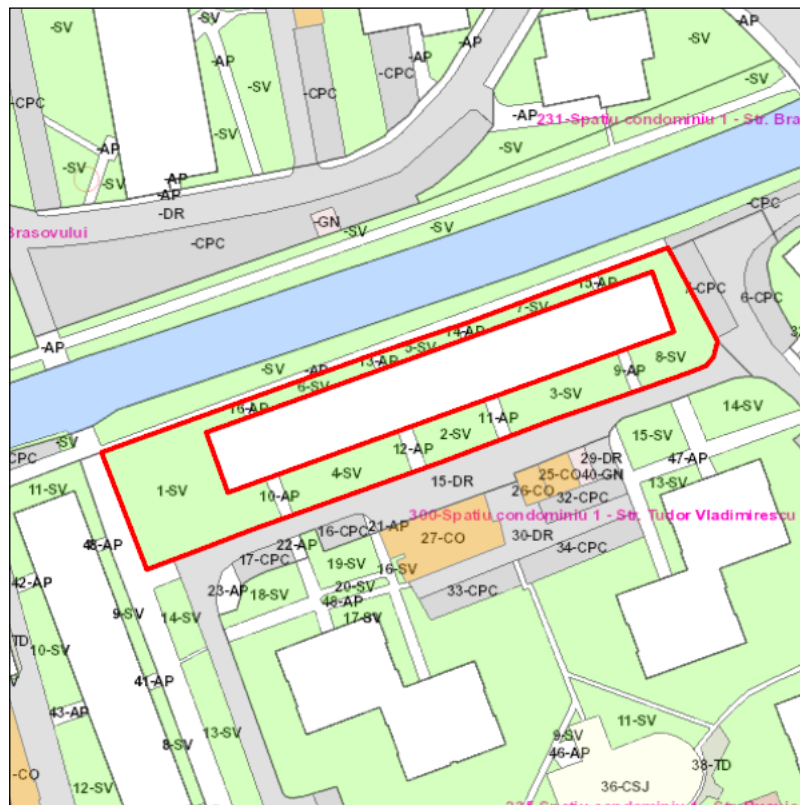 -SV
-SV
-AP
-AP
-SV
-AP
-CPC
-SV
-CPC
-SV
-CPC
-CPC
-AP
-SV
231-Spațiu condominiu 1 - Str. Bra
-SV
-AP
-SV
-SV
-AP
-AP
-SV
-DR
-CPC
-GN
-SV
-SV
-CPC
Brasovului
15-AP
7-SV
6-CPC
14-AP
5-SV
13-AP
-SV
-AP
6-SV
8-SV
9-AP
3-SV
16-AP
11-AP
2-SV
12-AP
14-SV
15-SV
-SV
CPC
4-SV
47-AP
29-DR
25-CO
40-GN
13-SV
1-SV
11-SV
10-AP
15-DR
26-CO
32-CPC
300-Spatiu condominiu 1 - Str. Tudor Vladimirescu
21-AP
16-CPC
27-CO
30-DR
34-CPC
48-AP
22-AP
17-CPC
19-SV
16-SV
42-AP
23-AP
18-SV
20-SV
48-AP
33-CPC
9-SV
14-SV
17-SV
TD
10-SV
41-AP
43-AP
13-SV
11-SV
8-SV
9-SV
46-AP
38-TD
-CO
12-SV
36-CSJ